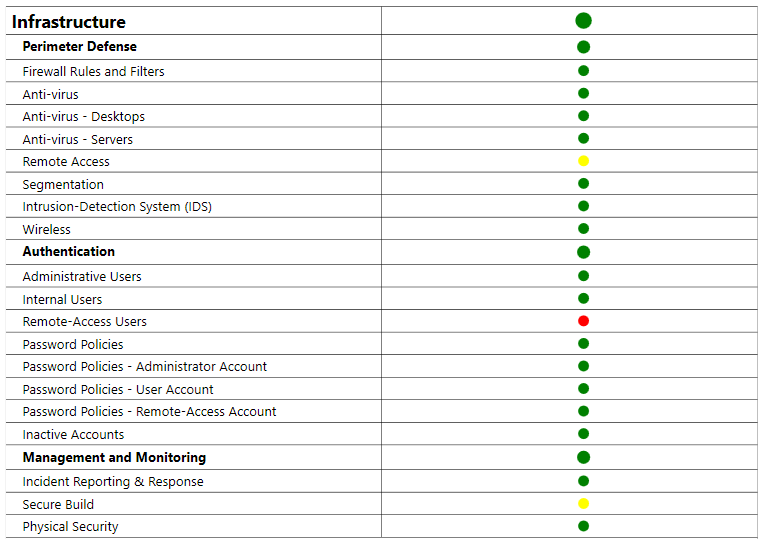 Infrastructure
Perimeter Defense
Firewall Rules and Filters
Anti-virus
Anti-virus - Desktops
Anti-virus - Servers
Remote Access
Segmentation
Intrusion-Detection System (IDS)
Wireless
Authentication
Administrative Users
Internal Users
Remote-Access Users
Password Policies
Password Policies - Administrator Account
Password Policies - User Account
Password Policies - Remote-Access Account
Inactive Accounts
Management and Monitoring
Incident Reporting & Response
Secure Build
Physical Security